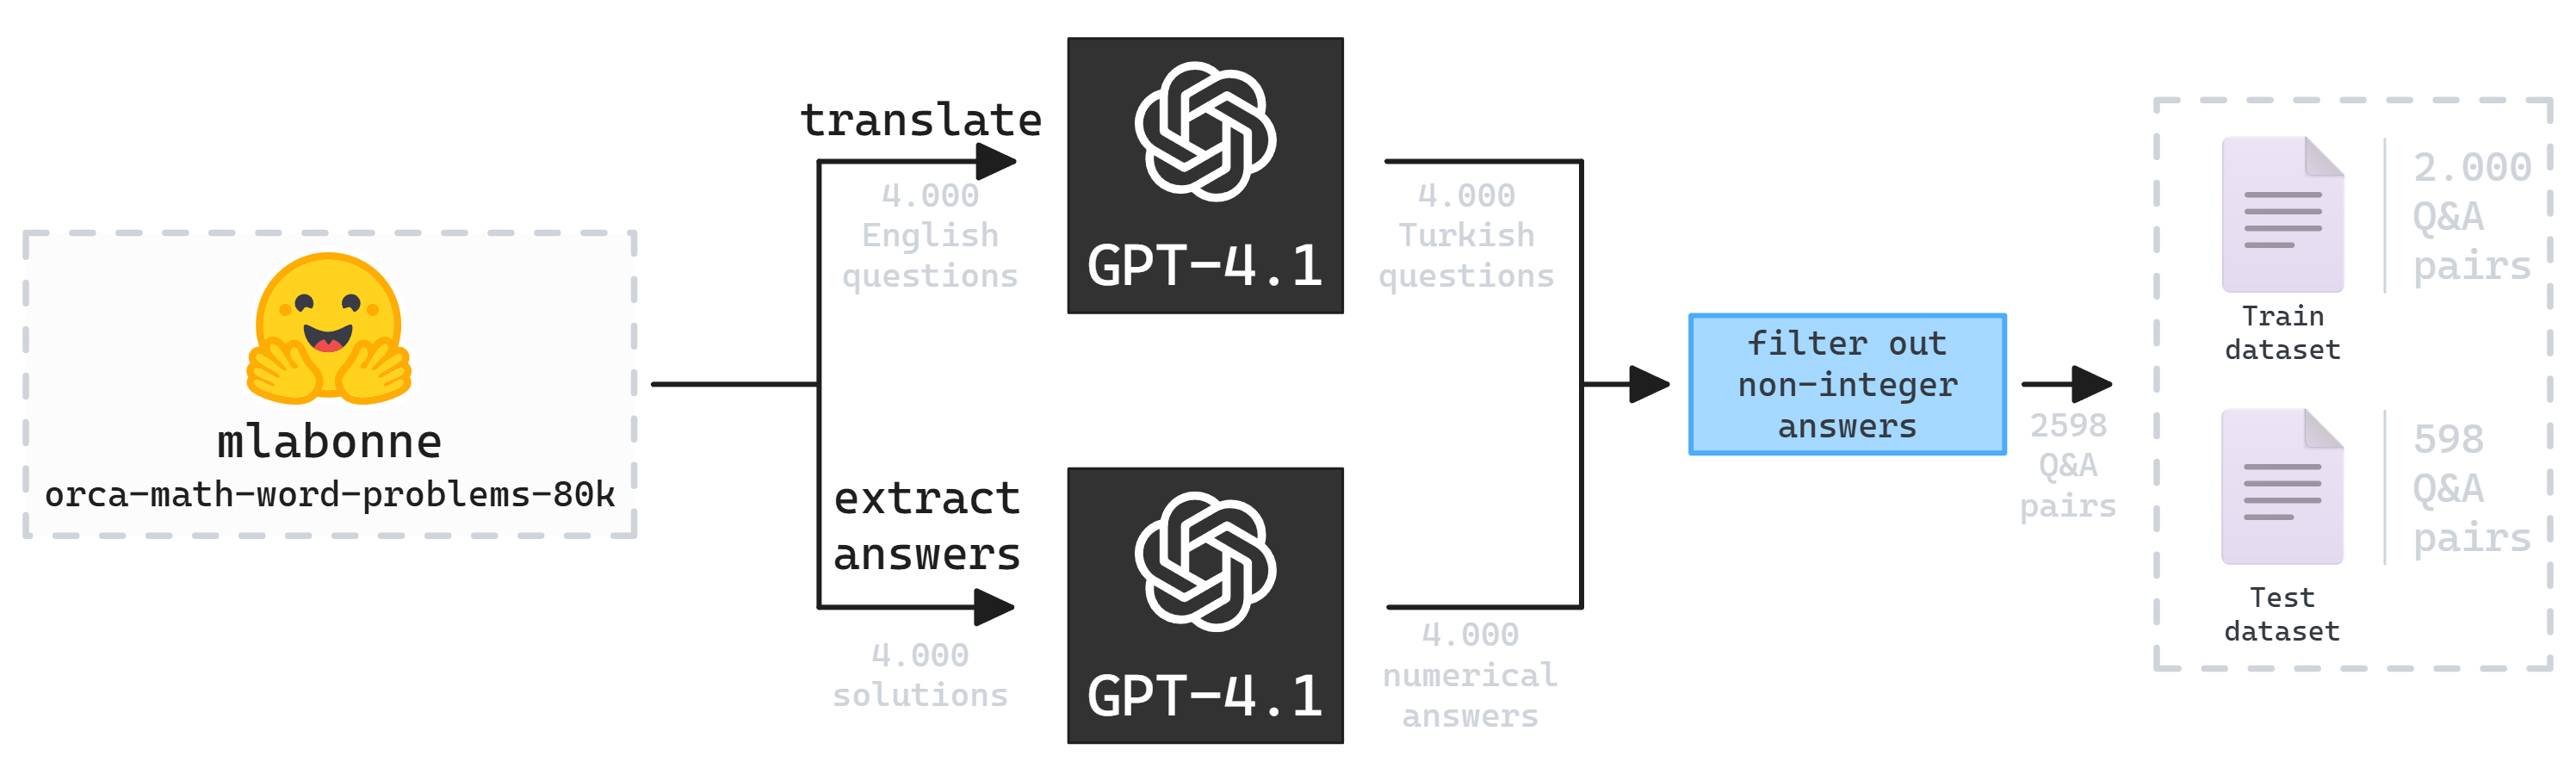 mlabonne
orca-math-word-problems-80k
translate
4.000
English
questions
GPT-4.1
4.000
Turkish
questions
extract
answers
4.000
solutions
GPT-4.1
4.000
numerical
answers
filter out
non-integer
answers
2598
Q&A
pairs
2.000
Q&A
pairs
Train
dataset
598
Q&A
pairs
Test
dataset